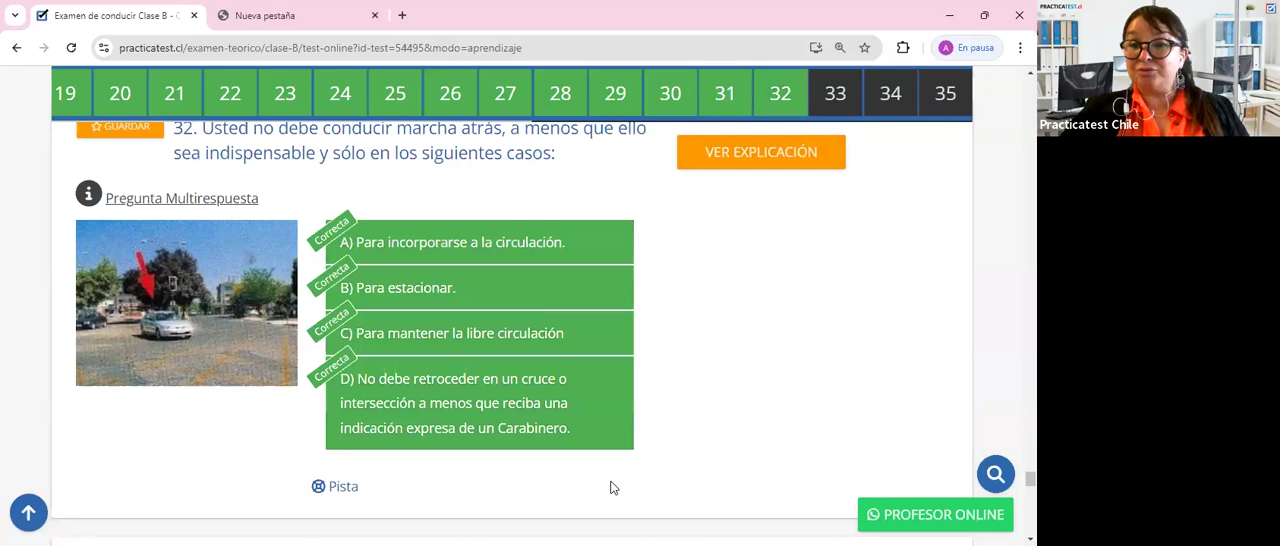 Examen de conducir Clase B - C
Nueva pestaña
practicatest.cl/examen-teorico/clase-B/test-online?id-test=54495&modo=aprendizaje
A
En pausa
19 20 21 22 23 24 25 26 27 28 29 30 31 32 33 34 35
GUARDAR
32. Usted no debe conducir marcha atrás, a menos que ello
sea indispensable y sólo en los siguientes casos:
VER EXPLICACIÓN
i
Pregunta Multirespuesta
Correcta
A) Para incorporarse a la circulación.
Correcta
B) Para estacionar.
Correcta
C) Para mantener la libre circulación
Correcta
D) No debe retroceder en un cruce o
intersección a menos que reciba una
indicación expresa de un Carabinero.
Pista
PROFESOR ONLINE
PRACTICATEST.cl
Practicatest Chile